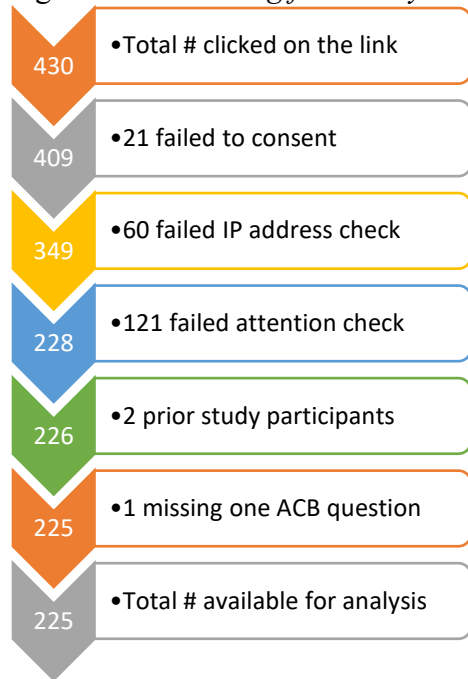 430
•Total # clicked on the link
409
•21 failed to consent
349
•60 failed IP address check
228
•121 failed attention check
226
•2 prior study participants
225
•1 missing one ACB question
225
•Total # available for analysis